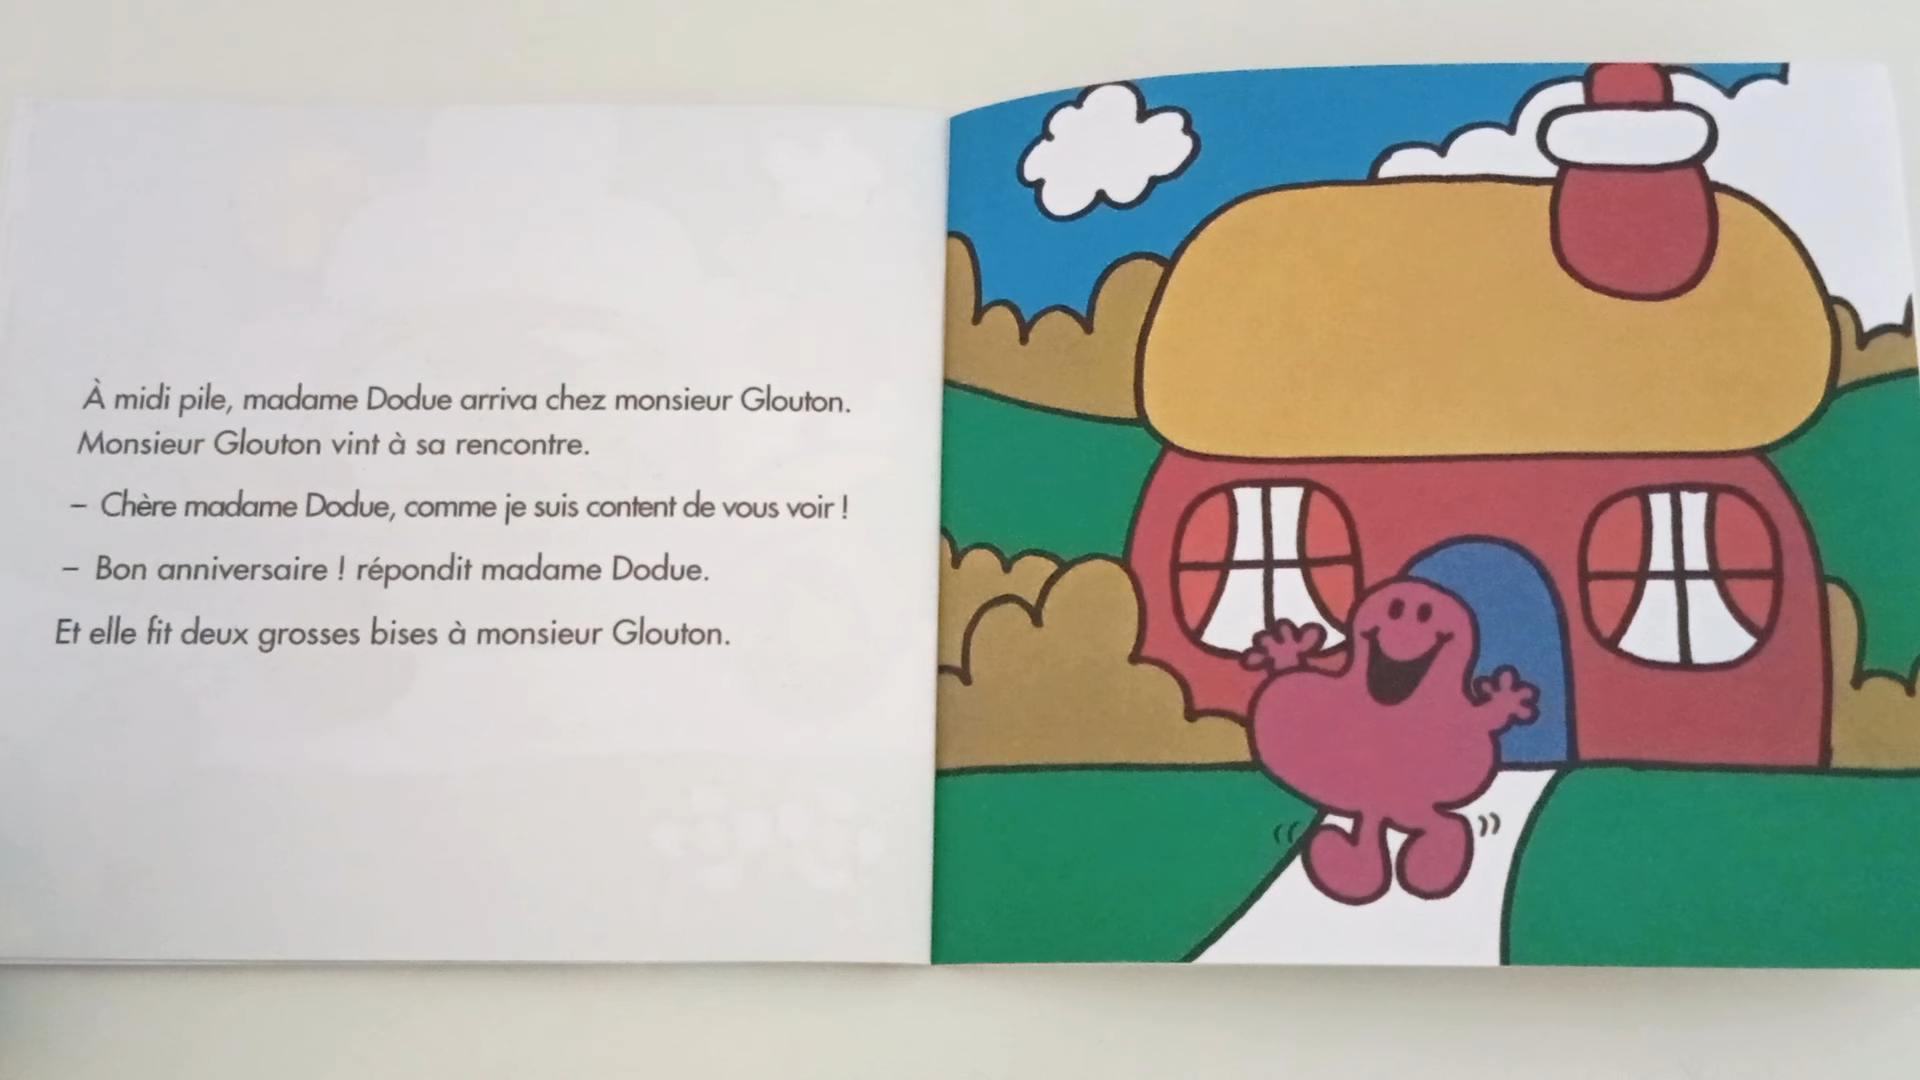 À midi pile, madame Dodue arriva chez monsieur Glouton.
Monsieur Glouton vint à sa rencontre.
– Chère madame Dodue, comme je suis content de vous voir !
– Bon anniversaire ! répondit madame Dodue.
Et elle fit deux grosses bises à monsieur Glouton.